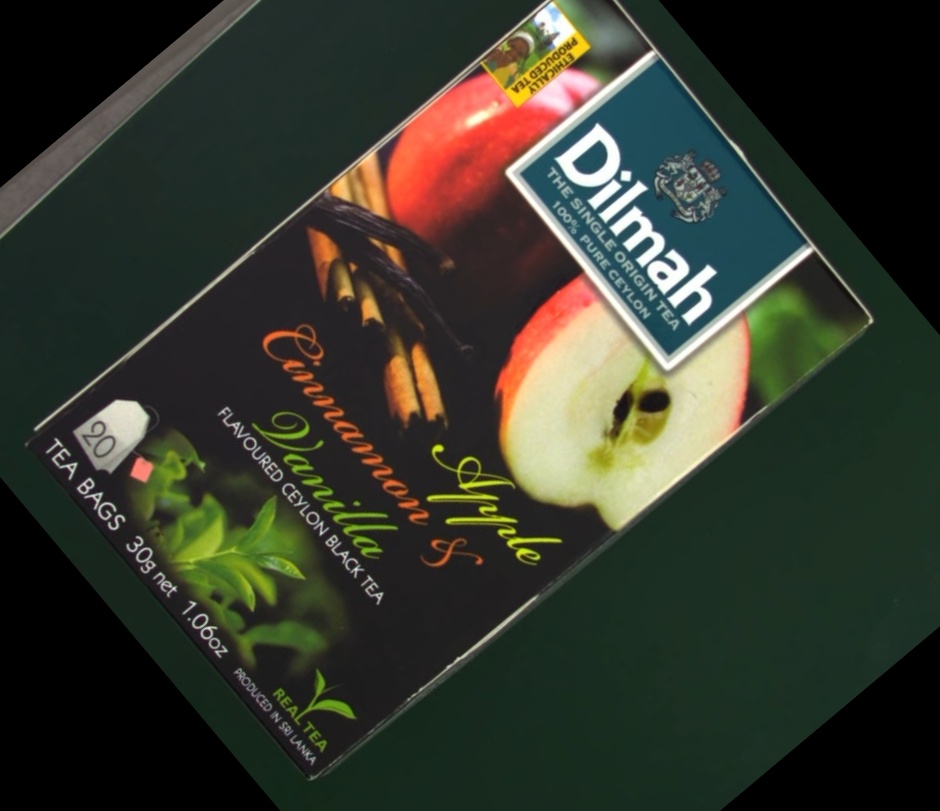 ETHICALLY
PRODUCED TEA
Dilmah
THE SINGLE ORIGIN TEA
100% PURE CEYLON
Apple
Cinnamon &
Vanilla
FLAVOURED CEYLON BLACK TEA
20
TEA BAGS 30g net 1.06oz
REAL TEA
PRODUCED IN SRI LANKA